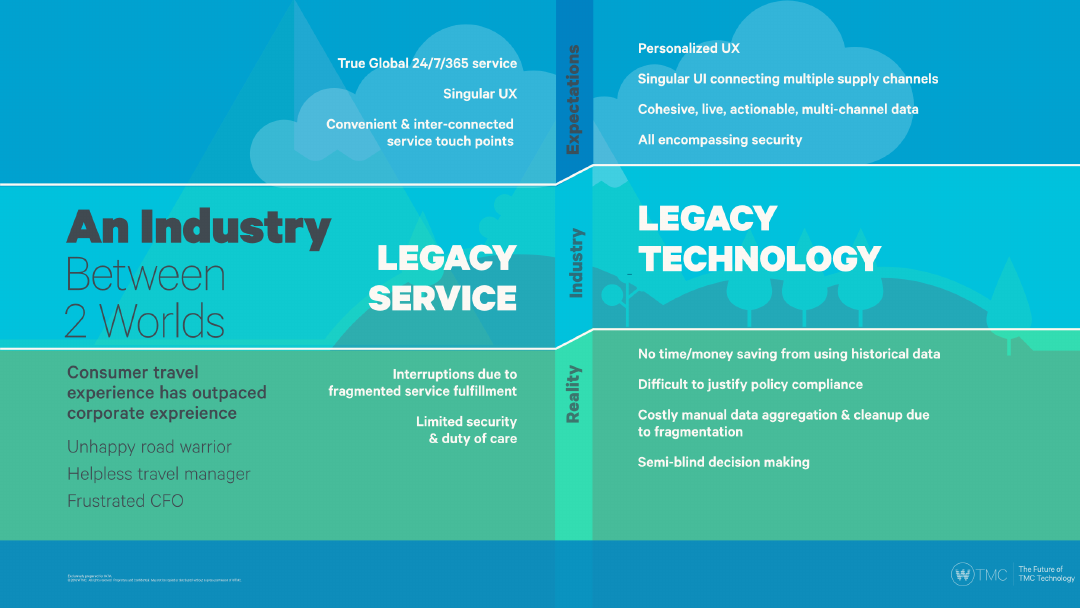 True Global 24/7/365 service
Singular UX
Convenient & inter-connected
service touch points
Expectations
Personalized UX
Singular UI connecting multiple supply channels
Cohesive, live, actionable, multi-channel data
All encompassing security
An Industry
Between
2 Worlds
LEGACY
SERVICE
Industry
LEGACY
TECHNOLOGY
Consumer travel
experience has outpaced
corporate expreience
Unhappy road warrior
Helpless travel manager
Frustrated CFO
Interruptions due to
fragmented service fulfillment
Limited security
& duty of care
Reality
No time/money saving from using historical data
Difficult to justify policy compliance
Costly manual data aggregation & cleanup due
to fragmentation
Semi-blind decision making
WTMC
The Future of
TMC Technology